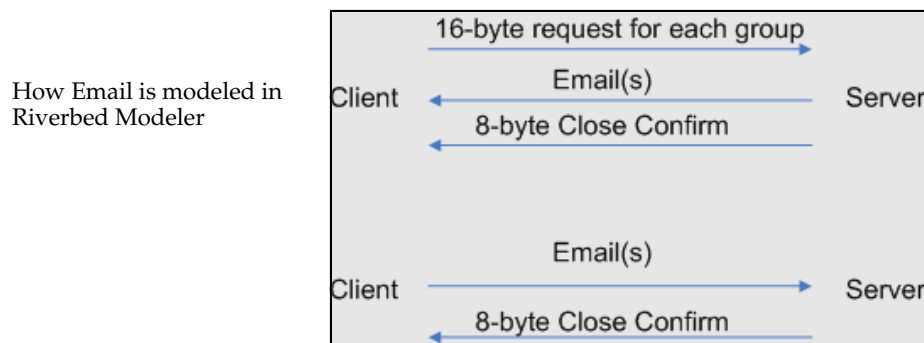 How Email is modeled in
Riverbed Modeler
16-byte request for each group
Client
Email(s)
Server
8-byte Close Confirm
Email(s)
Client
Server
8-byte Close Confirm